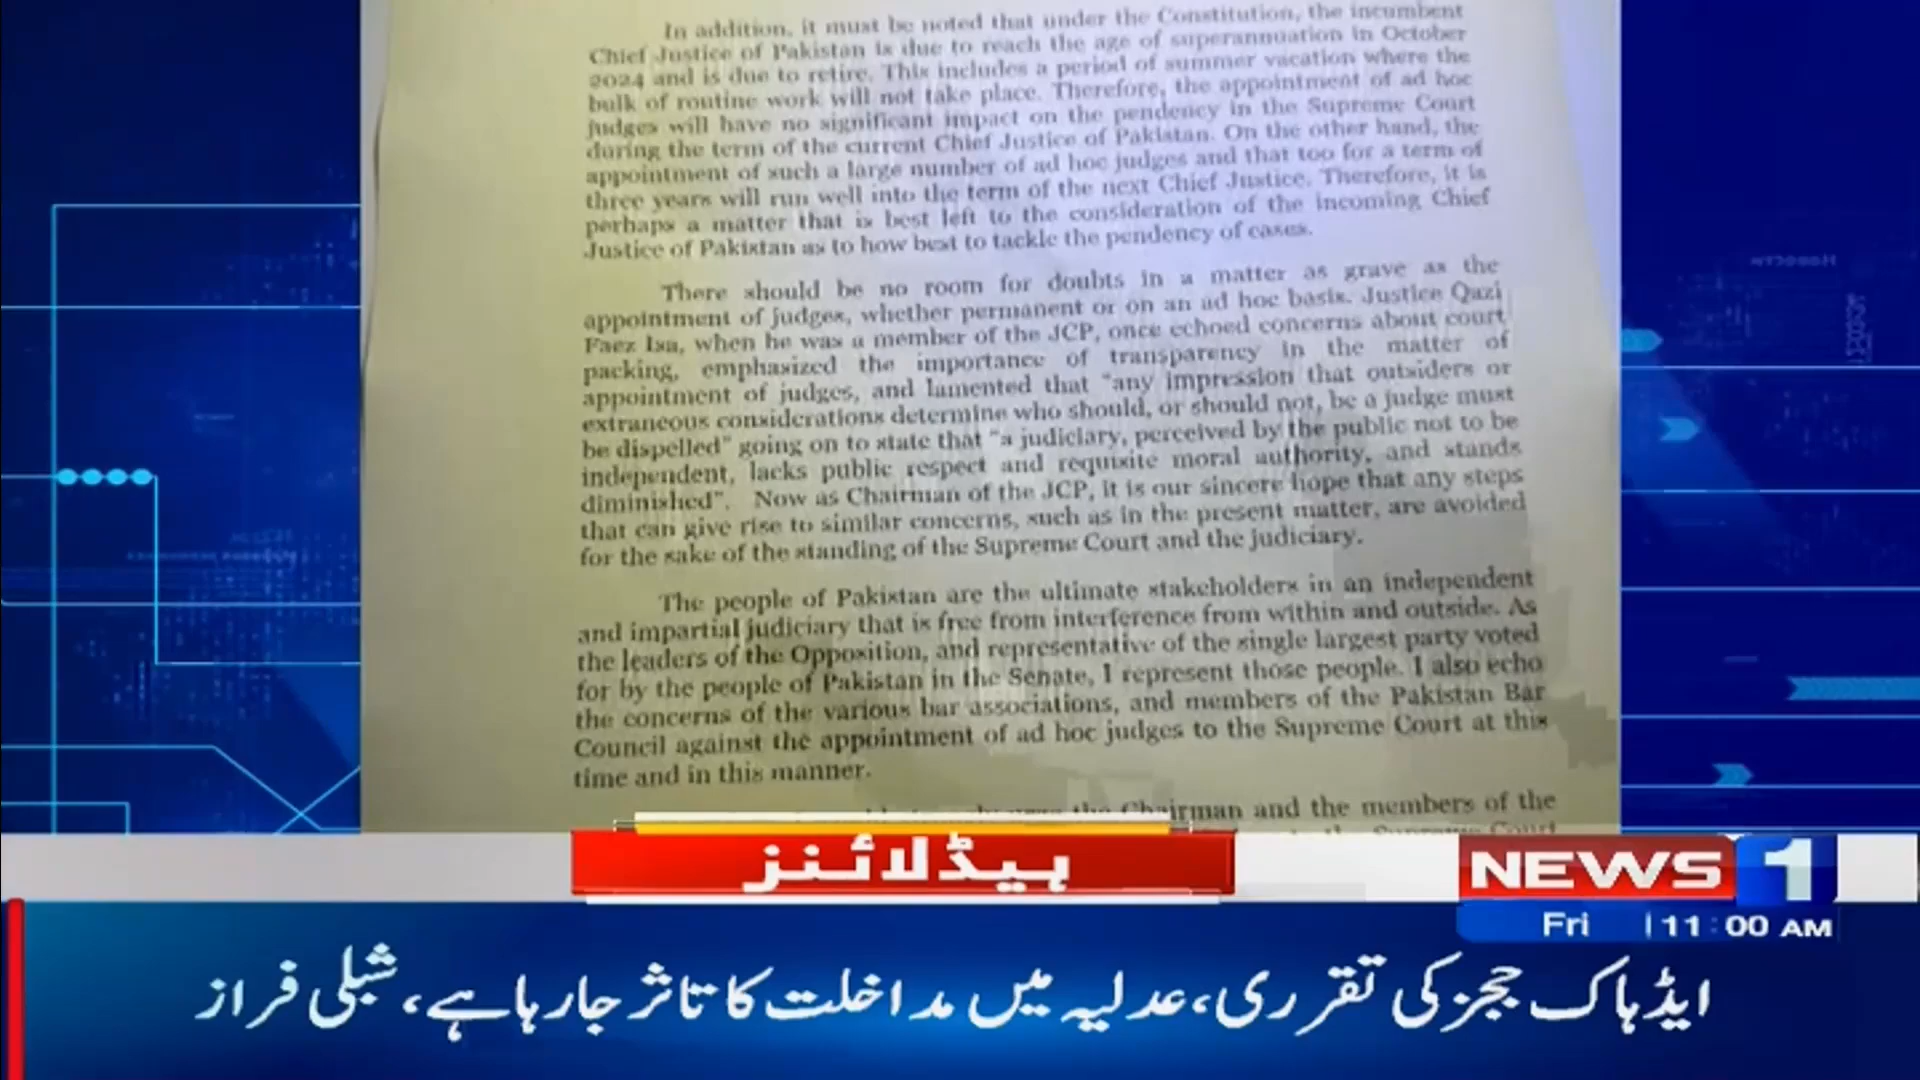 In addition, it must be noted that under the Constitution, the incumbent
Chief Justice of Pakistan is due to reach the age of superannuation in October
2024 and is due to retire. This includes a period of summer vacation where the
bulk of routine work will not take place. Therefore, the appointment of ad hoc
judges will have no significant impact on the pendency in the Supreme Court
during the term of the current Chief Justice of Pakistan. On the other hand, the
appointment of such a large number of ad hoc judges and that too for a term of
three years will run well into the term of the next Chief Justice. Therefore, it is
perhaps a matter that is best left to the consideration of the incoming Chief
Justice of Pakistan as to how best to tackle the pendency of cases.
There should be no room for doubts in a matter as grave as the
appointment of judges, whether permanent or on an ad hoc basis. Justice Qazi
Faez Isa, when he was a member of the JCP, once echoed concerns about court
packing, emphasized the importance of transparency in the matter of
appointment of judges, and lamented that "any impression that outsiders or
extraneous considerations determine who should, or should not, be a judge must
be dispelled" going on to state that "a judiciary, perceived by the public not to be
independent, lacks public respect and requisite moral authority, and stands
diminished". Now as Chairman of the JCP, it is our sincere hope that any steps
that can give rise to similar concerns, such as in the present matter, are avoided
for the sake of the standing of the Supreme Court and the judiciary.
The people of Pakistan are the ultimate stakeholders in an independent
and impartial judiciary that is free from interference from within and outside. As
the leaders of the Opposition, and representative of the single largest party voted
for by the people of Pakistan in the Senate, I represent those people. I also echo
the concerns of the various bar associations, and members of the Pakistan Bar
Council against the appointment of ad hoc judges to the Supreme Court at this
time and in this manner.
the Chairman and the members of the
Supreme Court
ہیڈلائنز
NEWS 1
Fri 11:00 AM
ایڈہاک ججز کی تقرری، عدلیہ میں مداخلت کا تاثر جارہا ہے، شبلی فراز